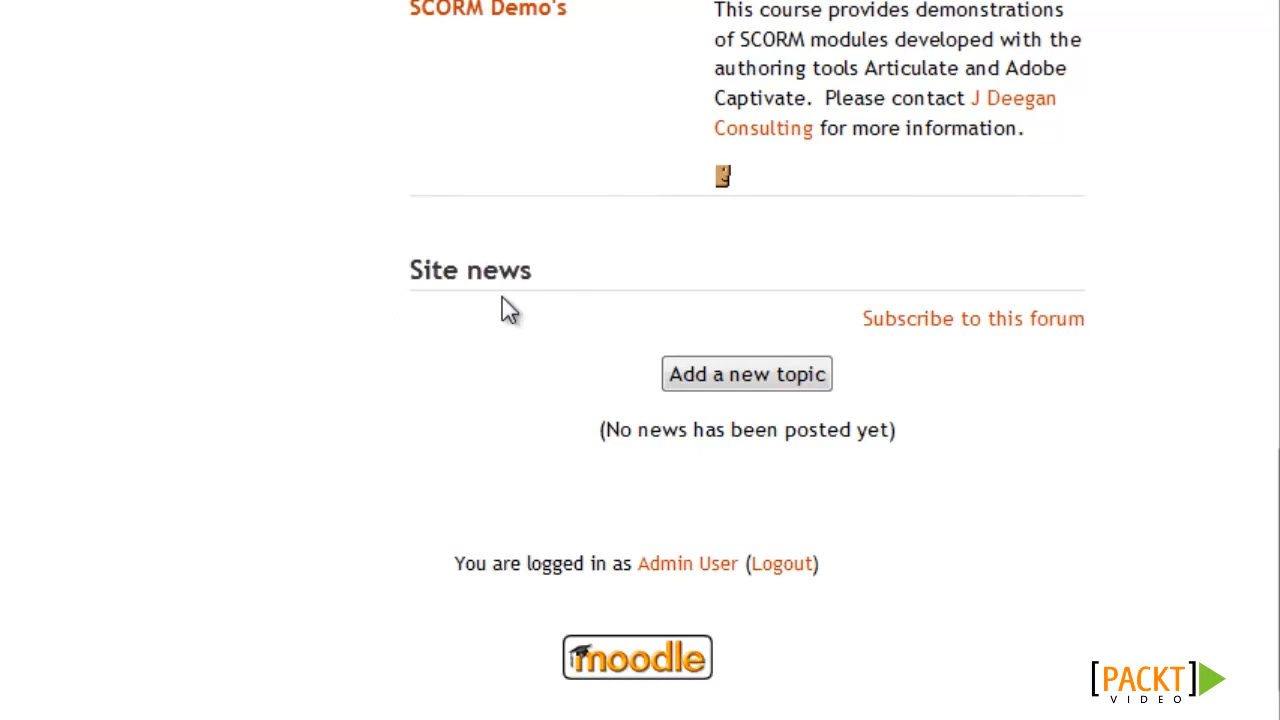 SCORM Demo's
This course provides demonstrations
of SCORM modules developed with the
authoring tools Articulate and Adobe
Captivate.  Please contact J Deegan
Consulting for more information.
Site news
Subscribe to this forum
Add a new topic
(No news has been posted yet)
You are logged in as Admin User (Logout)
moodle
[PACKT]
VIDEO